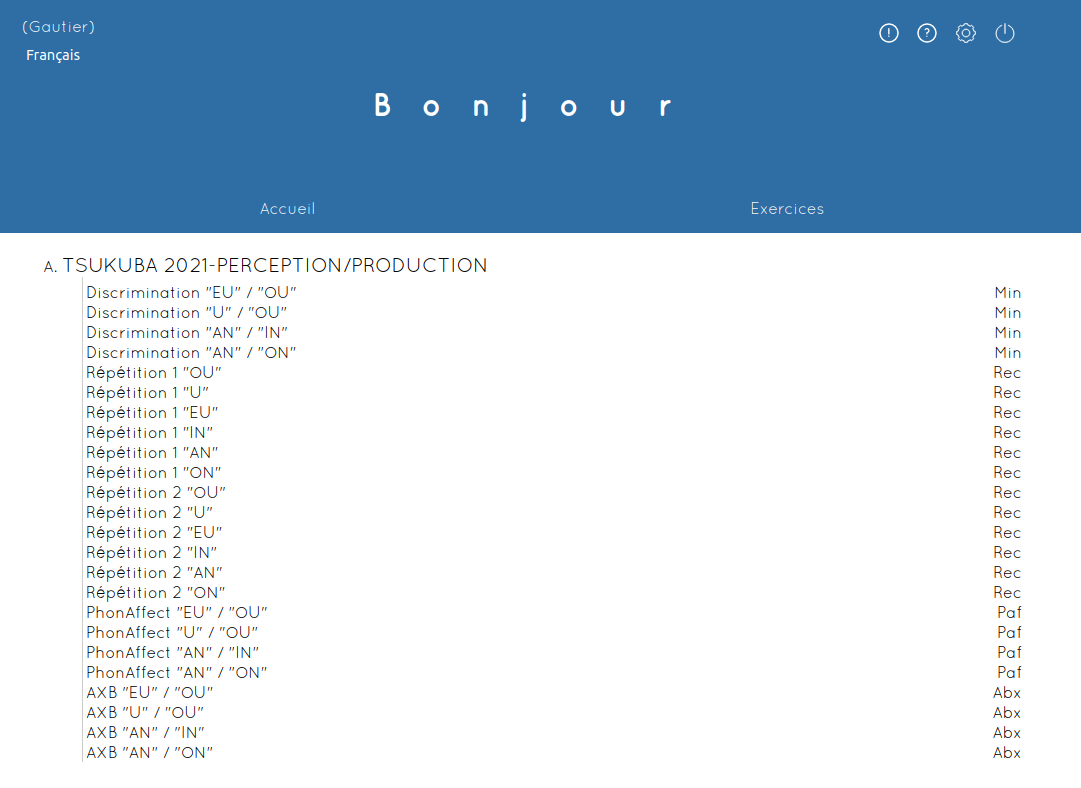 (Gautier)
Français
Bonjour
Accueil Exercices
A. TSUKUBA 2021-PERCEPTION/PRODUCTION
Discrimination "EU" / "OU" Min
Discrimination "U" / "OU" Min
Discrimination "AN" / "IN" Min
Discrimination "AN" / "ON" Min
Répétition 1 "OU" Rec
Répétition 1 "U" Rec
Répétition 1 "EU" Rec
Répétition 1 "IN" Rec
Répétition 1 "AN" Rec
Répétition 1 "ON" Rec
Répétition 2 "OU" Rec
Répétition 2 "U" Rec
Répétition 2 "EU" Rec
Répétition 2 "IN" Rec
Répétition 2 "AN" Rec
Répétition 2 "ON" Rec
PhonAffect "EU" / "OU" Paf
PhonAffect "U" / "OU" Paf
PhonAffect "AN" / "IN" Paf
PhonAffect "AN" / "ON" Paf
AXB "EU" / "OU" Abx
AXB "U" / "OU" Abx
AXB "AN" / "IN" Abx
AXB "AN" / "ON" Abx